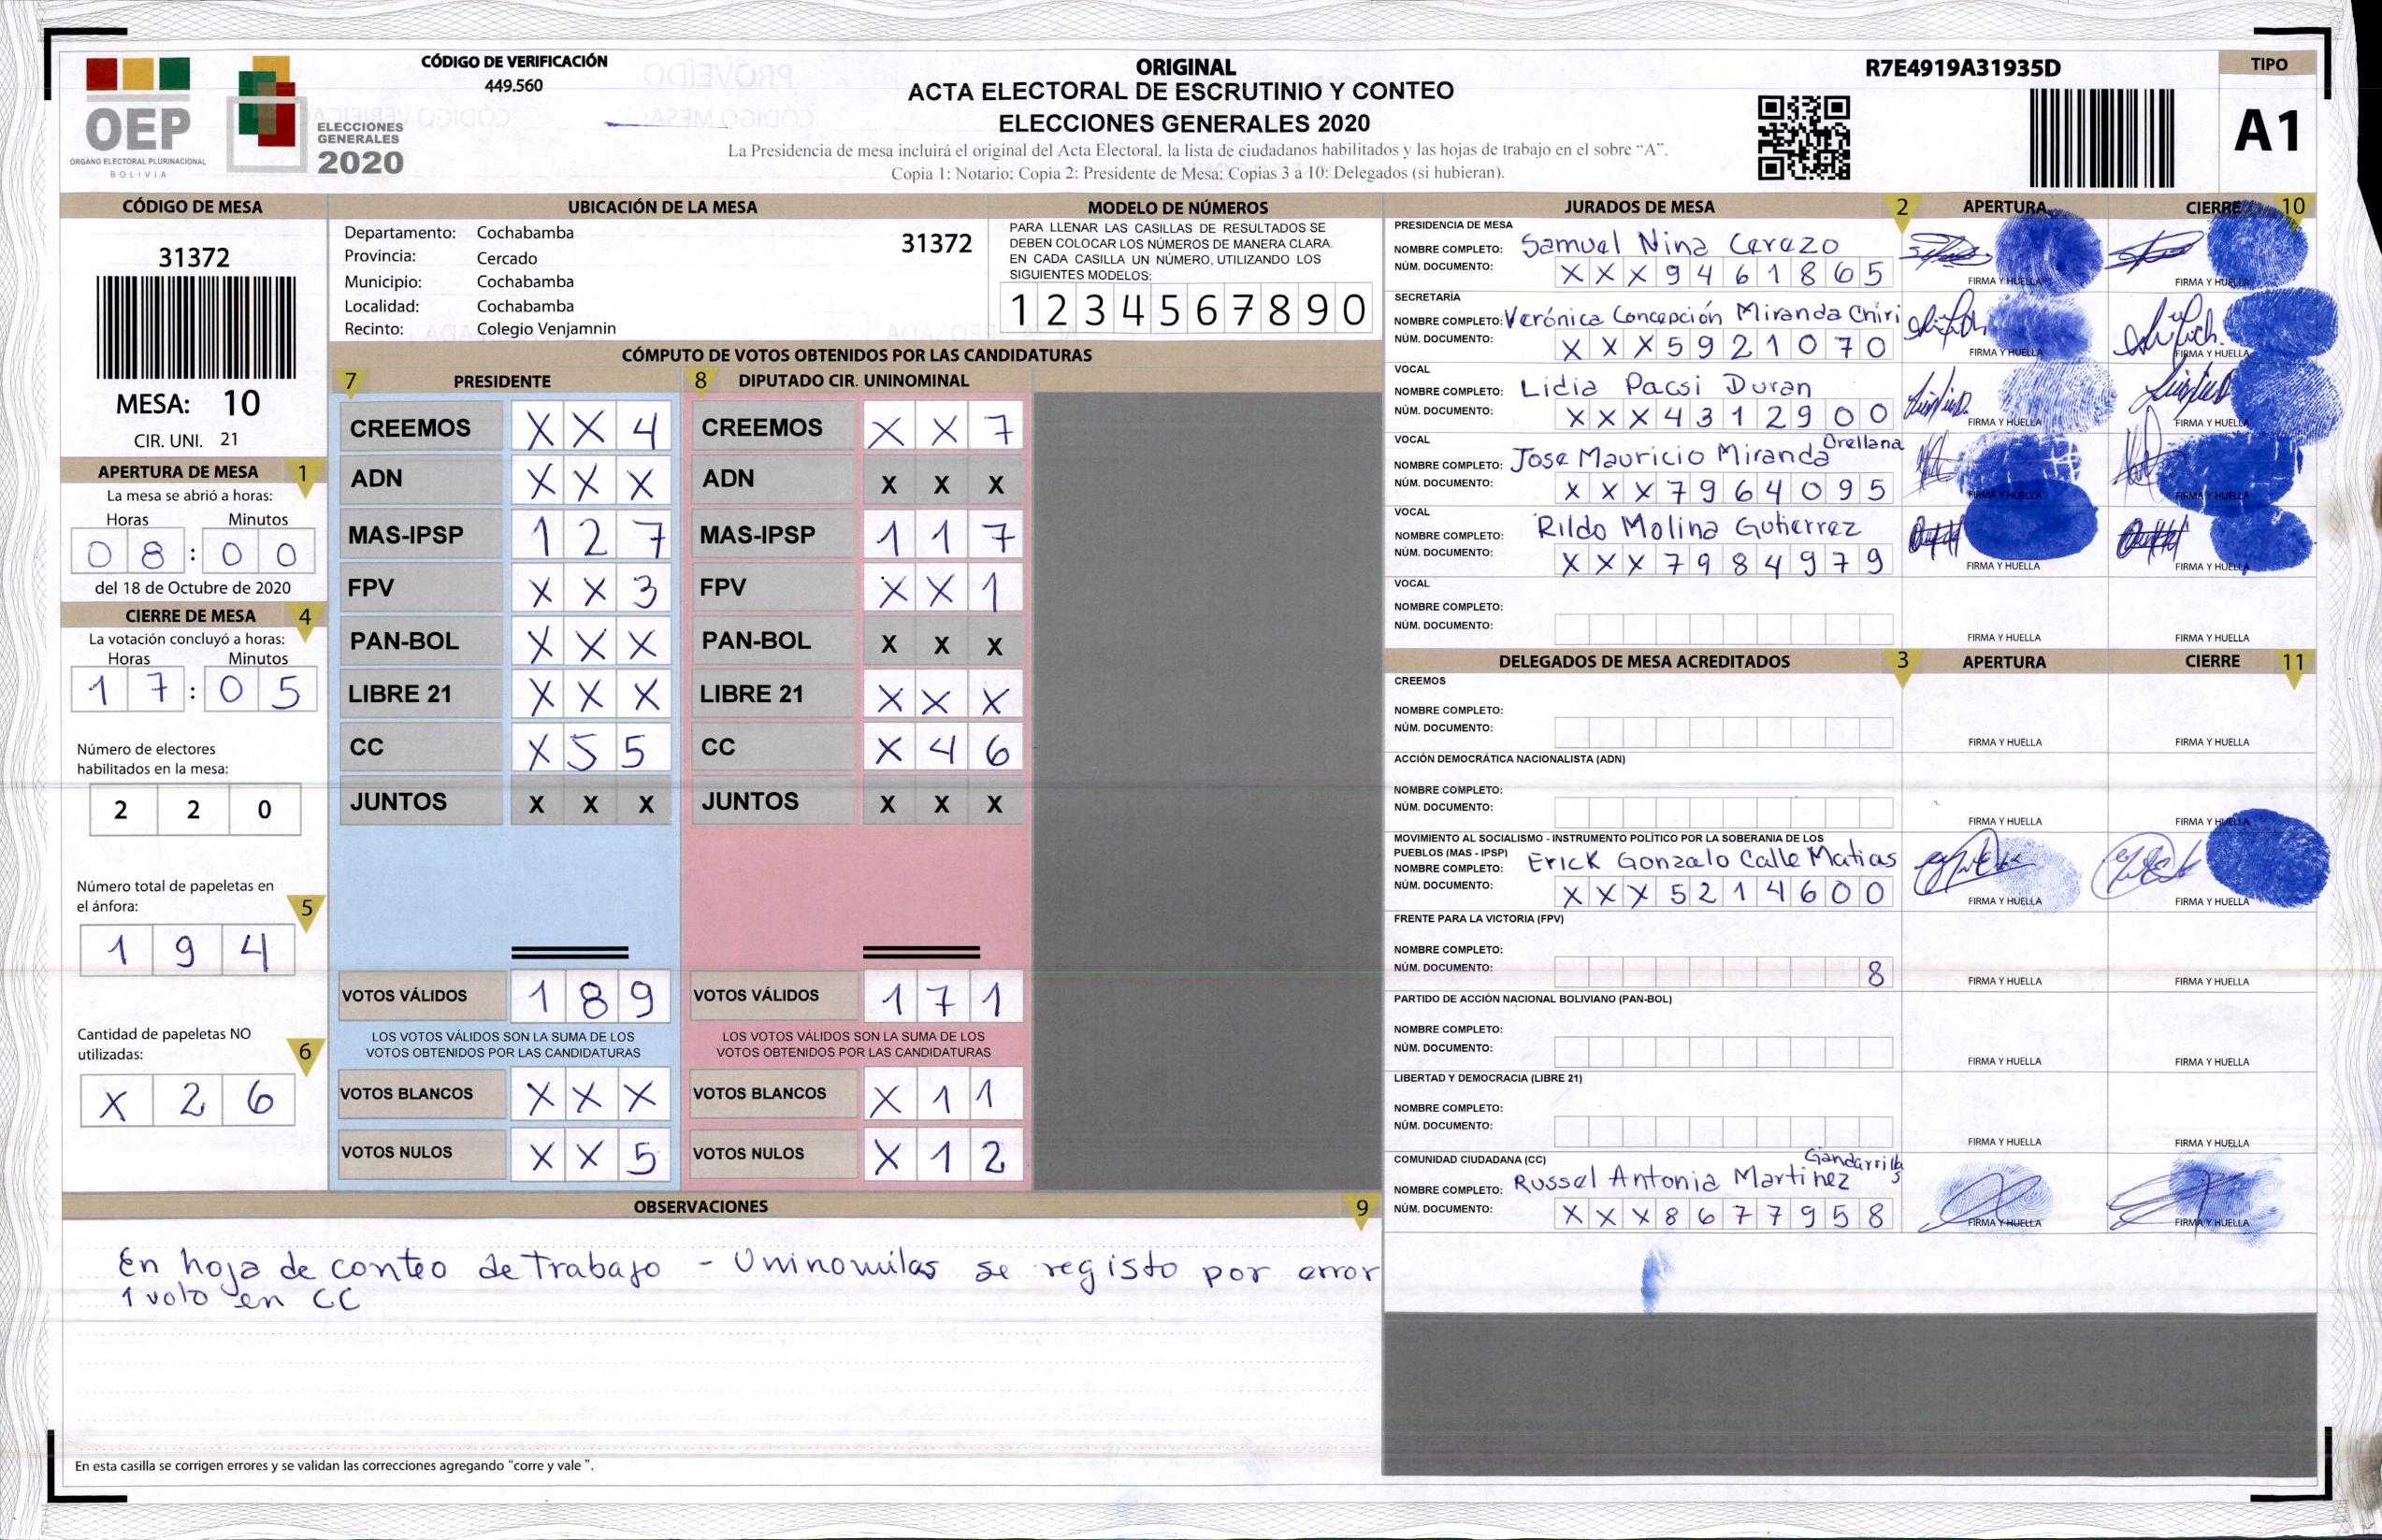 OEP
ÓRGANO ELECTORAL PLURINACIONAL
BOLIVIA
ELECCIONES
GENERALES
2020
CÓDIGO DE VERIFICACIÓN
449.560
ORIGINAL
ACTA ELECTORAL DE ESCRUTINIO Y CONTEO
ELECCIONES GENERALES 2020
La Presidencia de mesa incluirá el original del Acta Electoral, la lista de ciudadanos habilitados y las hojas de trabajo en el sobre “A”.
Copia 1: Notario; Copia 2: Presidente de Mesa; Copias 3 a 10: Delegados (si hubieran).
R7E4919A31935D
TIPO
A1
CÓDIGO DE MESA
31372
MESA: 10
CIR. UNI. 21
APERTURA DE MESA 1
La mesa se abrió a horas:
Horas Minutos
0 8 : 0 0
del 18 de Octubre de 2020
CIERRE DE MESA 4
La votación concluyó a horas:
Horas Minutos
1 7 : 0 5
Número de electores
habilitados en la mesa:
2 2 0
Número total de papeletas en
el ánfora: 5
1 9 4
Cantidad de papeletas NO
utilizadas: 6
X 2 6
UBICACIÓN DE LA MESA
Departamento: Cochabamba
31372
Provincia: Cercado
Municipio: Cochabamba
Localidad: Cochabamba
Recinto: Colegio Venjamnin
MODELO DE NÚMEROS
PARA LLENAR LAS CASILLAS DE RESULTADOS SE
DEBEN COLOCAR LOS NÚMEROS DE MANERA CLARA.
EN CADA CASILLA UN NÚMERO, UTILIZANDO LOS
SIGUIENTES MODELOS:
1 2 3 4 5 6 7 8 9 0
CÓMPUTO DE VOTOS OBTENIDOS POR LAS CANDIDATURAS
7 PRESIDENTE
CREEMOS X X 4
ADN X X X
MAS-IPSP 1 2 7
FPV X X 3
PAN-BOL X X X
LIBRE 21 X X X
CC X 5 5
JUNTOS X X X
VOTOS VÁLIDOS 1 8 9
LOS VOTOS VÁLIDOS SON LA SUMA DE LOS
VOTOS OBTENIDOS POR LAS CANDIDATURAS
VOTOS BLANCOS X X X
VOTOS NULOS X X 5
8 DIPUTADO CIR. UNINOMINAL
CREEMOS X X 7
ADN X X X
MAS-IPSP 1 1 7
FPV X X 1
PAN-BOL X X X
LIBRE 21 X X X
CC X 4 6
JUNTOS X X X
VOTOS VÁLIDOS 1 7 1
LOS VOTOS VÁLIDOS SON LA SUMA DE LOS
VOTOS OBTENIDOS POR LAS CANDIDATURAS
VOTOS BLANCOS X 1 1
VOTOS NULOS X 1 2
OBSERVACIONES 9
En hoja de conteo de Trabajo - Uninomilas se registo por error
1 voto en CC
En esta casilla se corrigen errores y se validan las correcciones agregando “corre y vale ”.
JURADOS DE MESA 2 APERTURA CIERRE 10
PRESIDENCIA DE MESA
NOMBRE COMPLETO: Samuel Nina Cerezo
NÚM. DOCUMENTO: X X X 9 4 6 1 8 6 5
FIRMA Y HUELLA FIRMA Y HUELLA
SECRETARÍA
NOMBRE COMPLETO: Verónica Concepción Miranda Chiri
NÚM. DOCUMENTO: X X X 5 9 2 1 0 7 0
FIRMA Y HUELLA FIRMA Y HUELLA
VOCAL
NOMBRE COMPLETO: Lidia Pacsi Duran
NÚM. DOCUMENTO: X X X 4 3 1 2 9 0 0
FIRMA Y HUELLA FIRMA Y HUELLA
VOCAL
NOMBRE COMPLETO: Jose Mauricio Miranda Orellana
NÚM. DOCUMENTO: X X X 7 9 6 4 0 9 5
FIRMA Y HUELLA FIRMA Y HUELLA
VOCAL
NOMBRE COMPLETO: Rildo Molina Gutierrez
NÚM. DOCUMENTO: X X X 7 9 8 4 9 7 9
FIRMA Y HUELLA FIRMA Y HUELLA
VOCAL
NOMBRE COMPLETO:
NÚM. DOCUMENTO:
FIRMA Y HUELLA FIRMA Y HUELLA
DELEGADOS DE MESA ACREDITADOS 3 APERTURA CIERRE 11
CREEMOS
NOMBRE COMPLETO:
NÚM. DOCUMENTO:
FIRMA Y HUELLA FIRMA Y HUELLA
ACCIÓN DEMOCRÁTICA NACIONALISTA (ADN)
NOMBRE COMPLETO:
NÚM. DOCUMENTO:
FIRMA Y HUELLA FIRMA Y HUELLA
MOVIMIENTO AL SOCIALISMO - INSTRUMENTO POLÍTICO POR LA SOBERANIA DE LOS
PUEBLOS (MAS - IPSP)
NOMBRE COMPLETO: Erick Gonzalo Calle Matias
NÚM. DOCUMENTO: X X X 5 2 1 4 6 0 0
FIRMA Y HUELLA FIRMA Y HUELLA
FRENTE PARA LA VICTORIA (FPV)
NOMBRE COMPLETO:
NÚM. DOCUMENTO: 8
FIRMA Y HUELLA FIRMA Y HUELLA
PARTIDO DE ACCIÓN NACIONAL BOLIVIANO (PAN-BOL)
NOMBRE COMPLETO:
NÚM. DOCUMENTO:
FIRMA Y HUELLA FIRMA Y HUELLA
LIBERTAD Y DEMOCRACIA (LIBRE 21)
NOMBRE COMPLETO:
NÚM. DOCUMENTO:
FIRMA Y HUELLA FIRMA Y HUELLA
COMUNIDAD CIUDADANA (CC)
NOMBRE COMPLETO: Russel Antonia Martinez Gandarrillas
NÚM. DOCUMENTO: X X X 8 6 7 7 9 5 8
FIRMA Y HUELLA FIRMA Y HUELLA